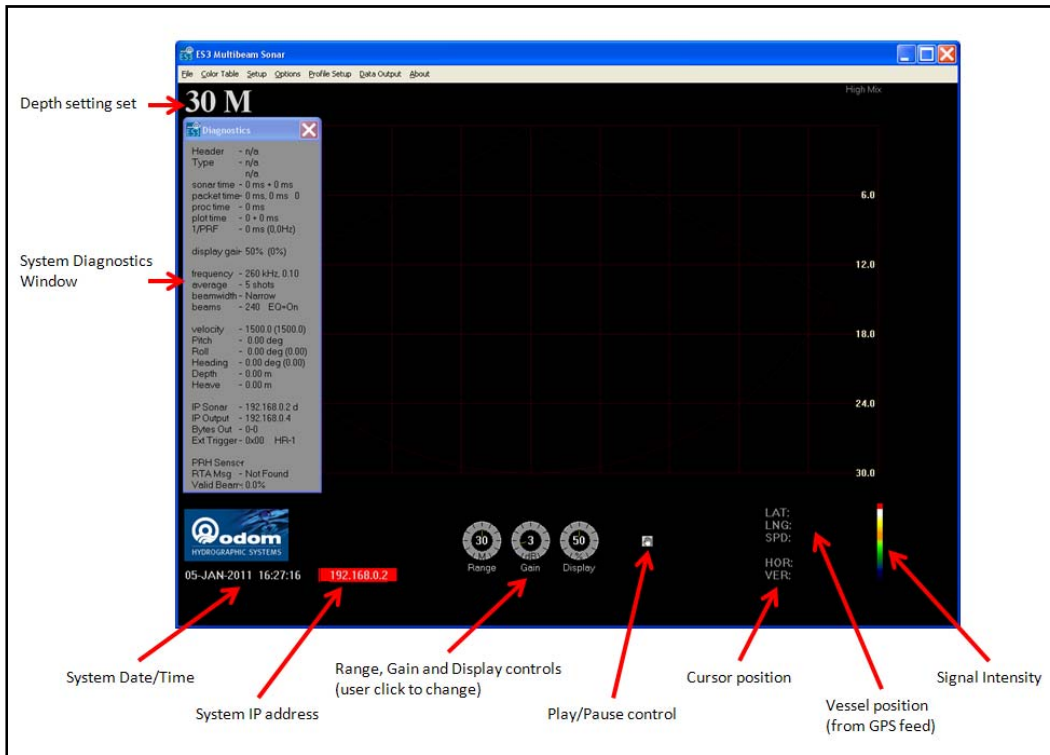 ES3 Multibeam Sonar
File Color Table Setup Options Profile Setup Data Output About
Depth setting set
30 M
High Mix
Diagnostics
Header - n/a
Type - n/a
n/a
sonar time - 0 ms + 0 ms
packet time- 0 ms, 0 ms 0
proc time - 0 ms
plot time - 0 + 0 ms
1/PRF - 0 ms (0,0Hz)
display gai- 50% (0%)
frequency - 260 kHz, 0.10
average - 5 shots
beamwidth - Narrow
beams - 240 EQ=On
velocity - 1500.0 (1500.0)
Pitch - 0.00 deg
Roll - 0.00 deg (0.00)
Heading - 0.00 deg (0.00)
Depth - 0.00 m
Heave - 0.00 m
IP Sonar - 192.168.0.2 d
IP Output - 192.168.0.4
Bytes Out - 0-0
Ext Trigger - 0x00 HR-1
PRH Sensor
RTA Msg - Not Found
Valid Beam- 0.0%
System Diagnostics
Window
6.0
12.0
18.0
24.0
30.0
odom
HYDROGRAPHIC SYSTEMS
05-JAN-2011 16:27:16
192.168.0.2
30
(M)
Range
3
(dB)
Gain
50
(%)
Display
LAT:
LNG:
SPD:
HOR:
VER:
System Date/Time
System IP address
Range, Gain and Display controls
(user click to change)
Play/Pause control
Cursor position
Vessel position
(from GPS feed)
Signal Intensity